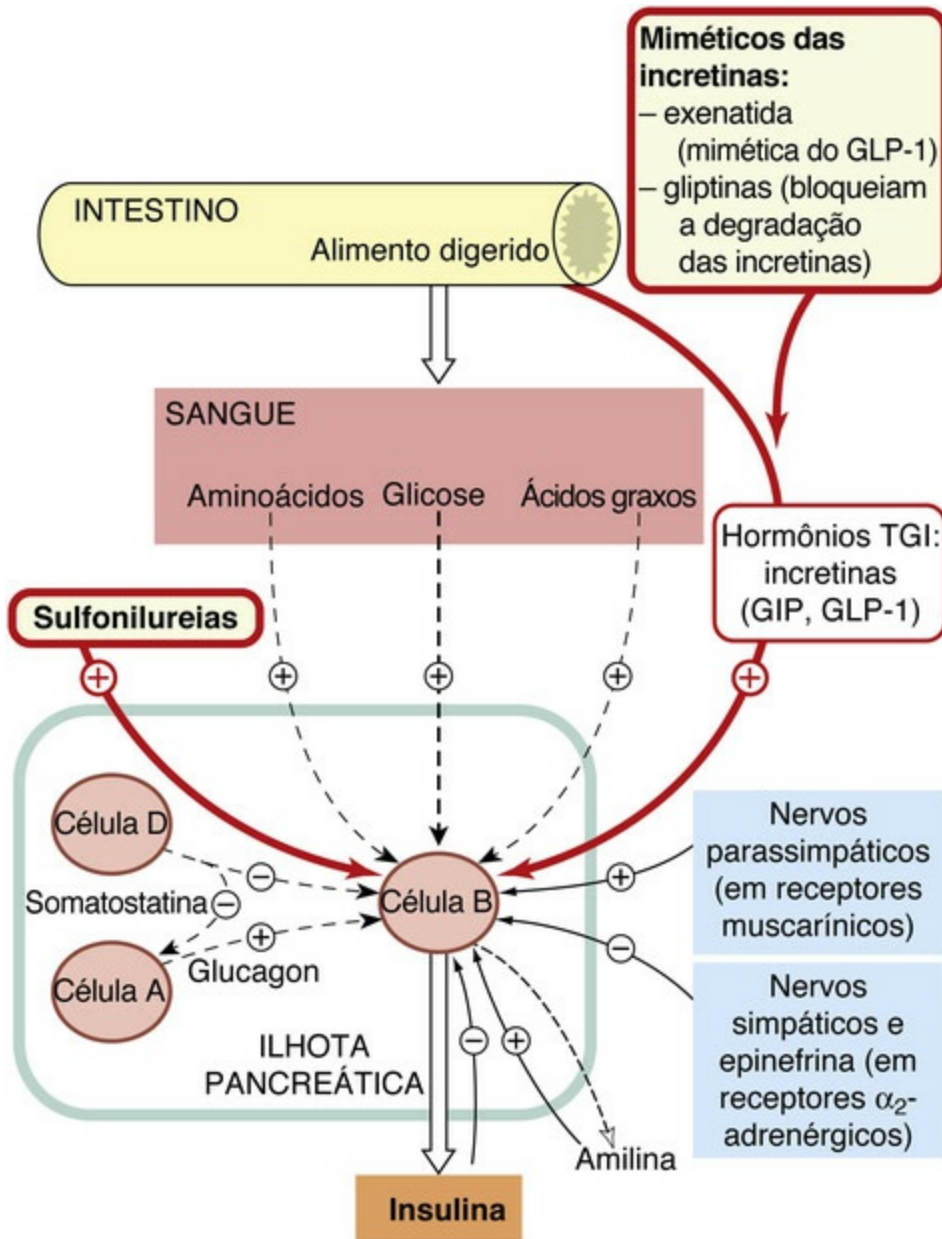 Miméticos das
incretinas:
– exenatida
(mimética do GLP-1)
– gliptinas (bloqueiam
a degradação
das incretinas)
INTESTINO
Alimento digerido
SANGUE
Aminoácidos
Glicose
Ácidos graxos
Hormônios TGI:
incretinas
(GIP, GLP-1)
Sulfonilureias
+
+
+
+
+
Célula D
–
Somatostatina
–
Célula B
Célula A
+
Glucagon
Nervos
parassimpáticos
(em receptores
muscarínicos)
+
–
Nervos
simpáticos e
epinefrina (em
receptores α2-
adrenérgicos)
ILHOTA
PANCREÁTICA
–
+
Amilina
Insulina